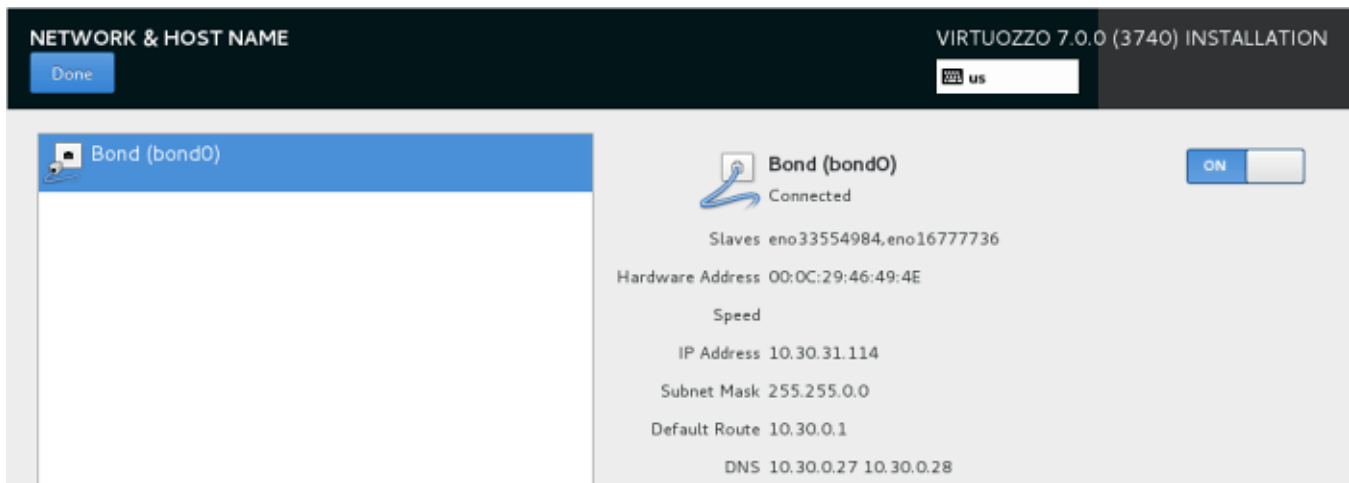 NETWORK & HOST NAME
VIRTUOZZO 7.0.0 (3740) INSTALLATION
Done
us
Bond (bond0)
Bond (bond0)
ON
Connected
Slaves eno33554984,eno16777736
Hardware Address 00:0C:29:46:49:4E
Speed
IP Address 10.30.31.114
Subnet Mask 255.255.0.0
Default Route 10.30.0.1
DNS 10.30.0.27 10.30.0.28